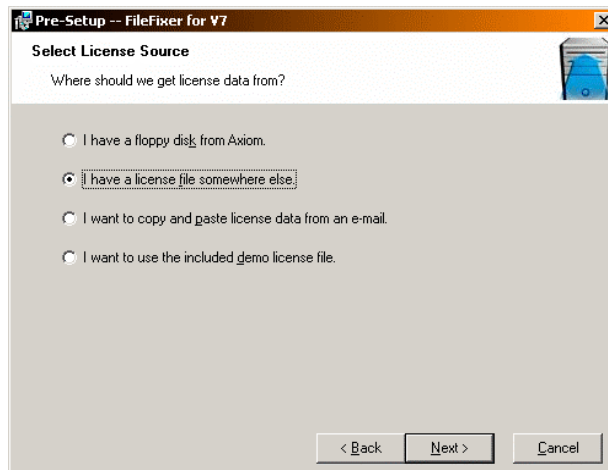 Pre-Setup -- FileFixer for V7
Select License Source
Where should we get license data from?
I have a floppy disk from Axiom.
I have a license file somewhere else.
I want to copy and paste license data from an e-mail.
I want to use the included demo license file.
< Back
Next >
Cancel